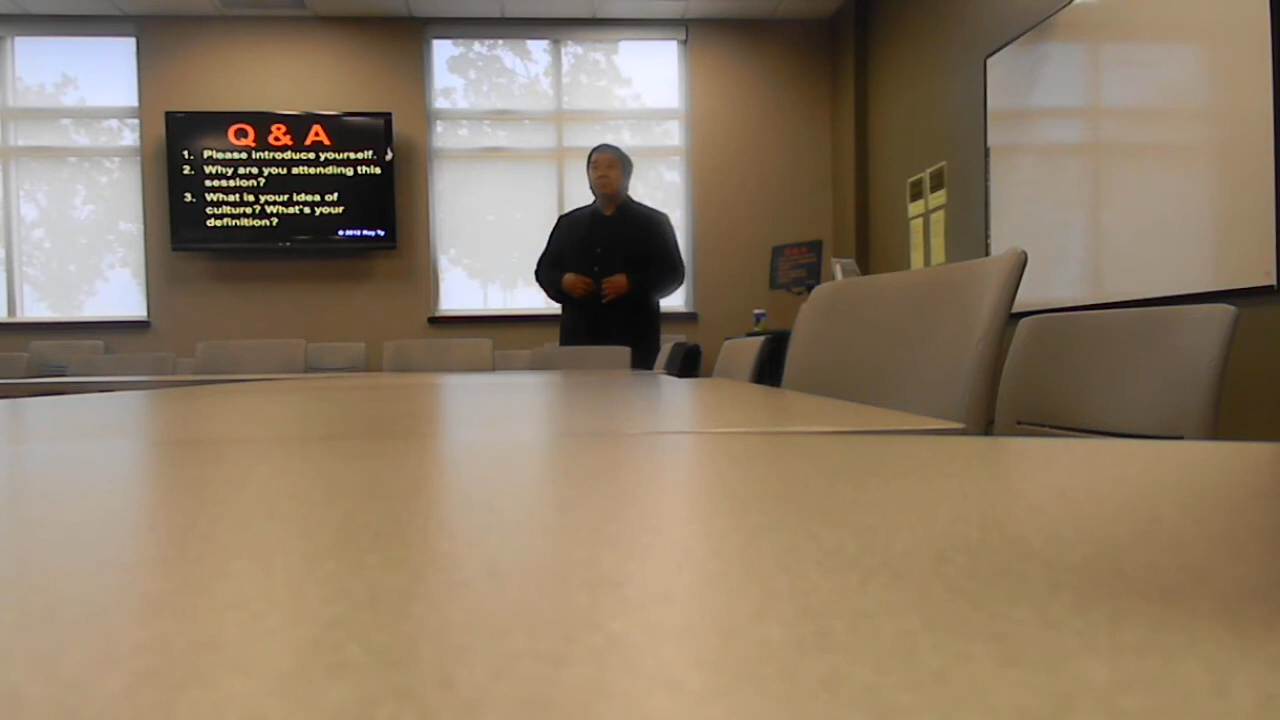 Q & A
1. Please introduce yourself.
2. Why are you attending this
session?
3. What is your idea of
culture? What's your
definition?
© 2012 Rey Ty
Q & A